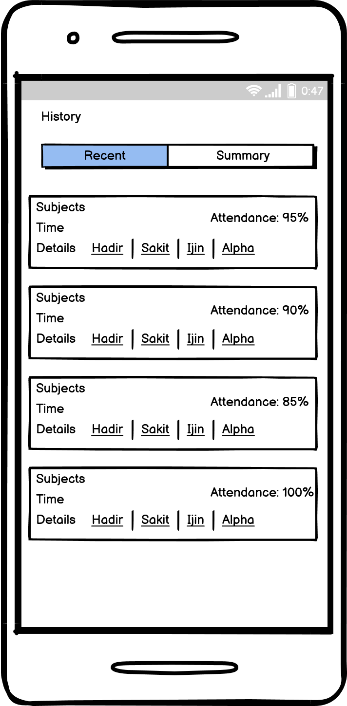 0:47
History
Recent Summary
Subjects
Attendance: 95%
Time
Details Hadir Sakit Ijin Alpha
Subjects
Attendance: 90%
Time
Details Hadir Sakit Ijin Alpha
Subjects
Attendance: 85%
Time
Details Hadir Sakit Ijin Alpha
Subjects
Attendance: 100%
Time
Details Hadir Sakit Ijin Alpha